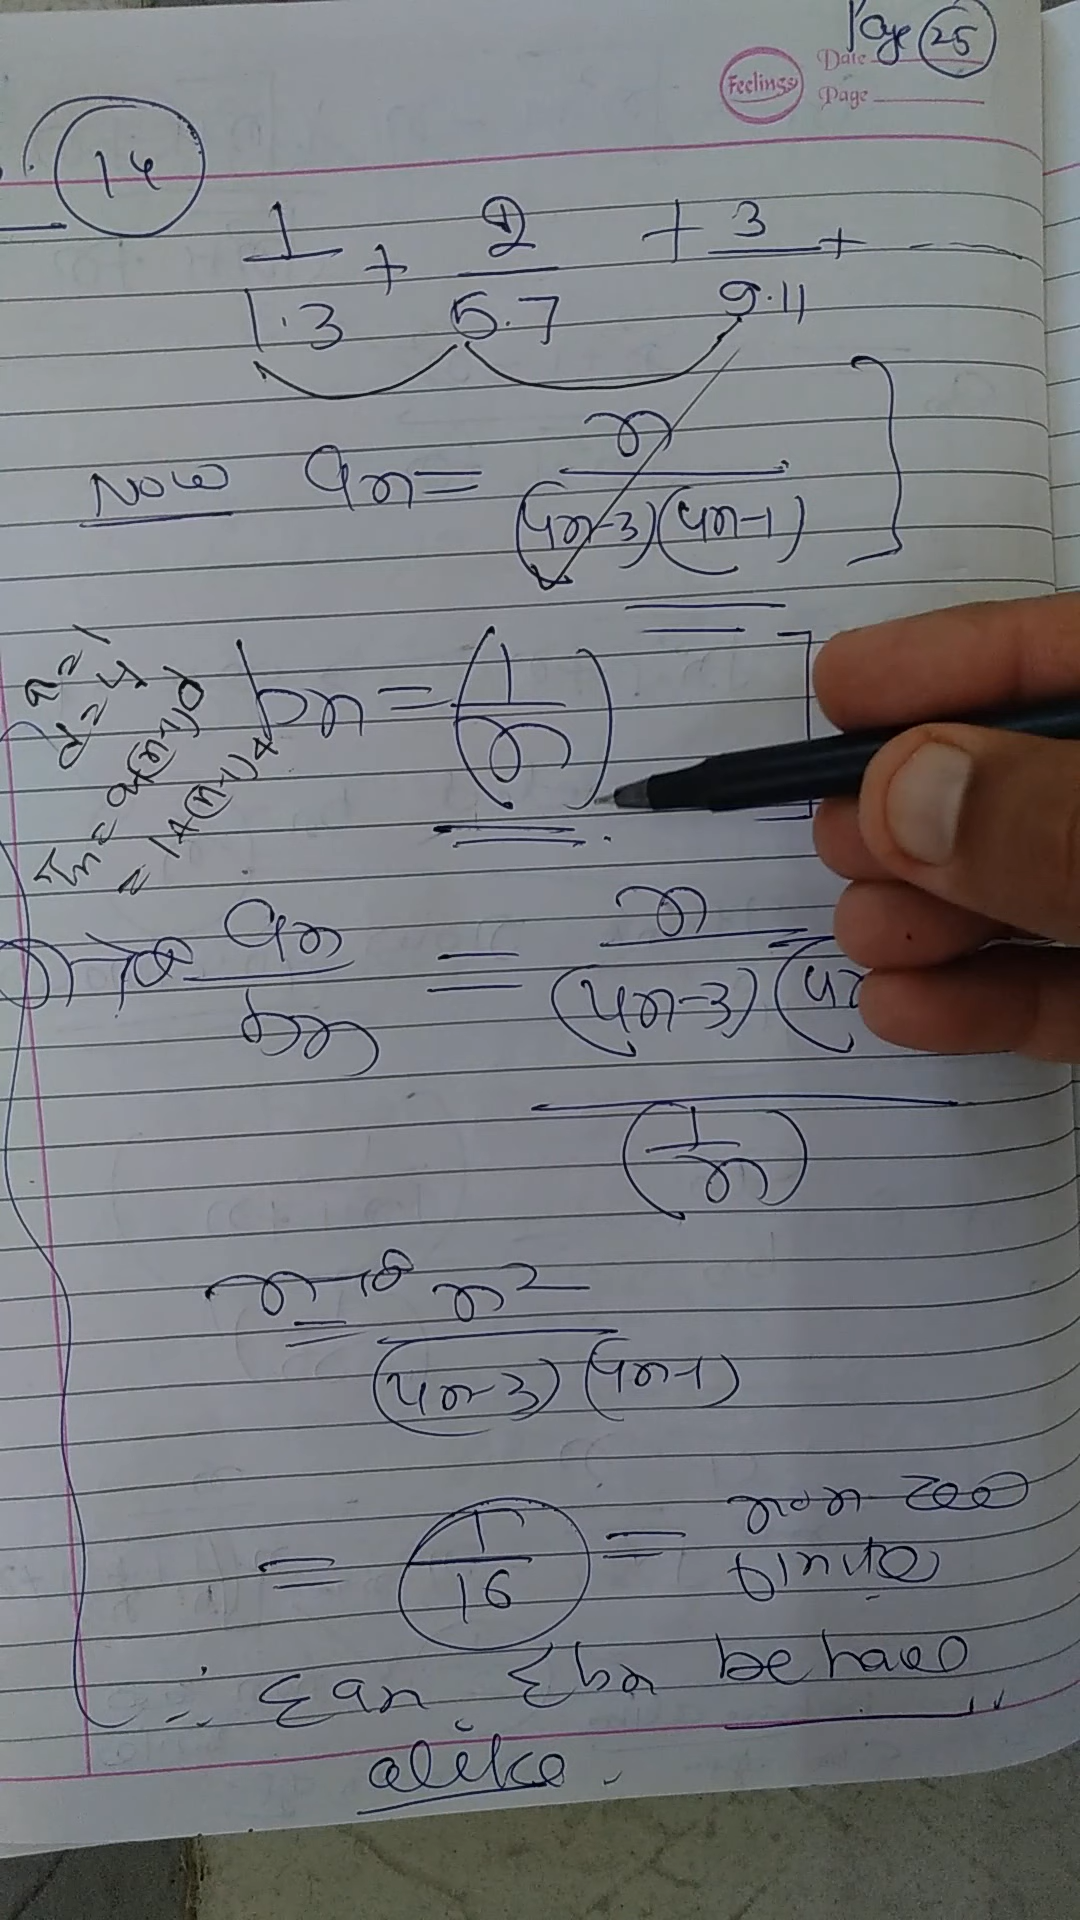 Page 25
Feelings
Date
Page
14
1/1.3 + 2/5.7 + 3/9.11 + ----
Now an = n/(4n-3)(4n-1)
a=1
d=4
Tn = a+(n-1)d
= 1+(n-1)4
bn = (1/n)
an/bn = n/(4n-3)(4n
(1/n)
n→∞ n²
= (4n-3)(4n-1)
= 1/16 = non zero
finite
∴ Σan Σbn behave
alike.